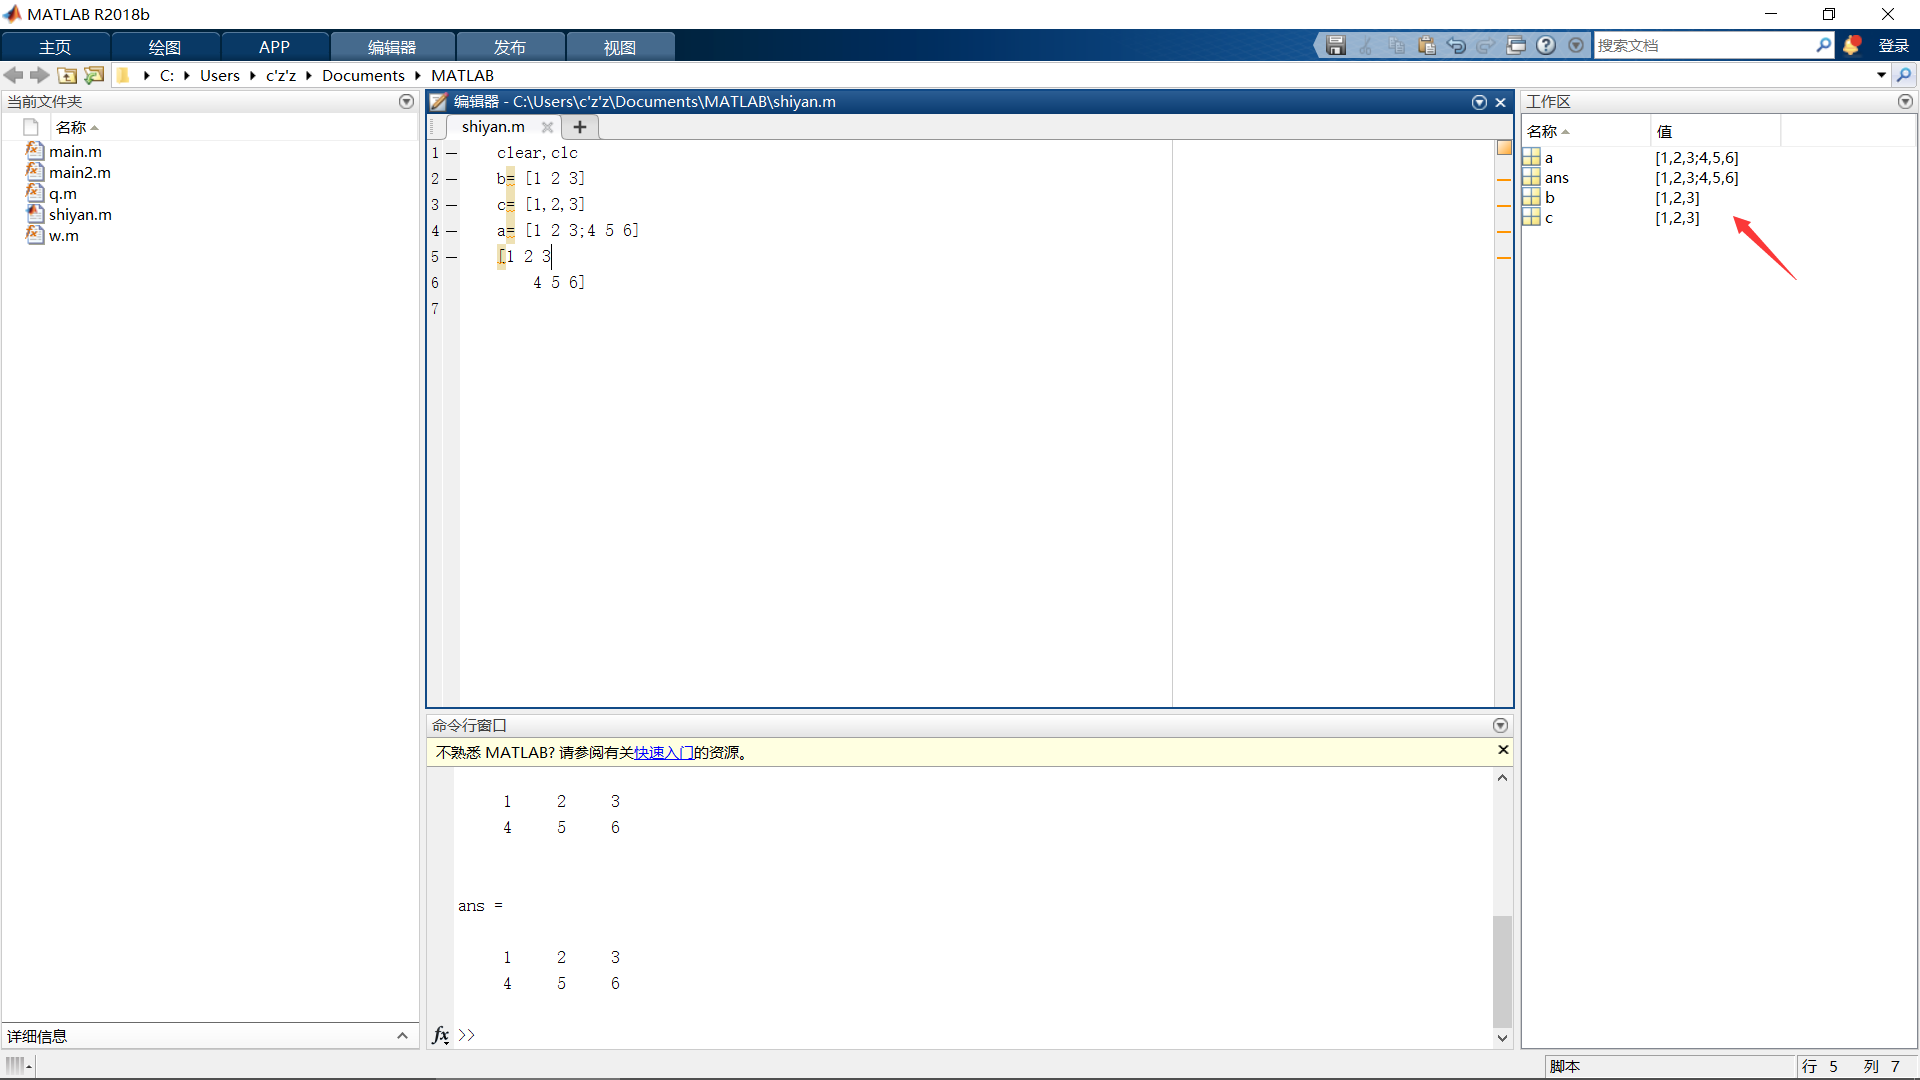 MATLAB R2018b
主页 绘图 APP 编辑器 发布 视图 搜索文档 登录
C: Users c'z'z Documents MATLAB
当前文件夹
名称
main.m
main2.m
q.m
shiyan.m
w.m
详细信息
编辑器 - C:\Users\c'z'z\Documents\MATLAB\shiyan.m
shiyan.m
1 — clear,clc
2 — b= [1 2 3]
3 — c= [1,2,3]
4 — a= [1 2 3;4 5 6]
5 — [1 2 3
6 4 5 6]
7
命令行窗口
不熟悉 MATLAB? 请参阅有关快速入门的资源。
1 2 3
4 5 6
ans =
1 2 3
4 5 6
fx >>
工作区
名称 值
a [1,2,3;4,5,6]
ans [1,2,3;4,5,6]
b [1,2,3]
c [1,2,3]
脚本 行 5 列 7